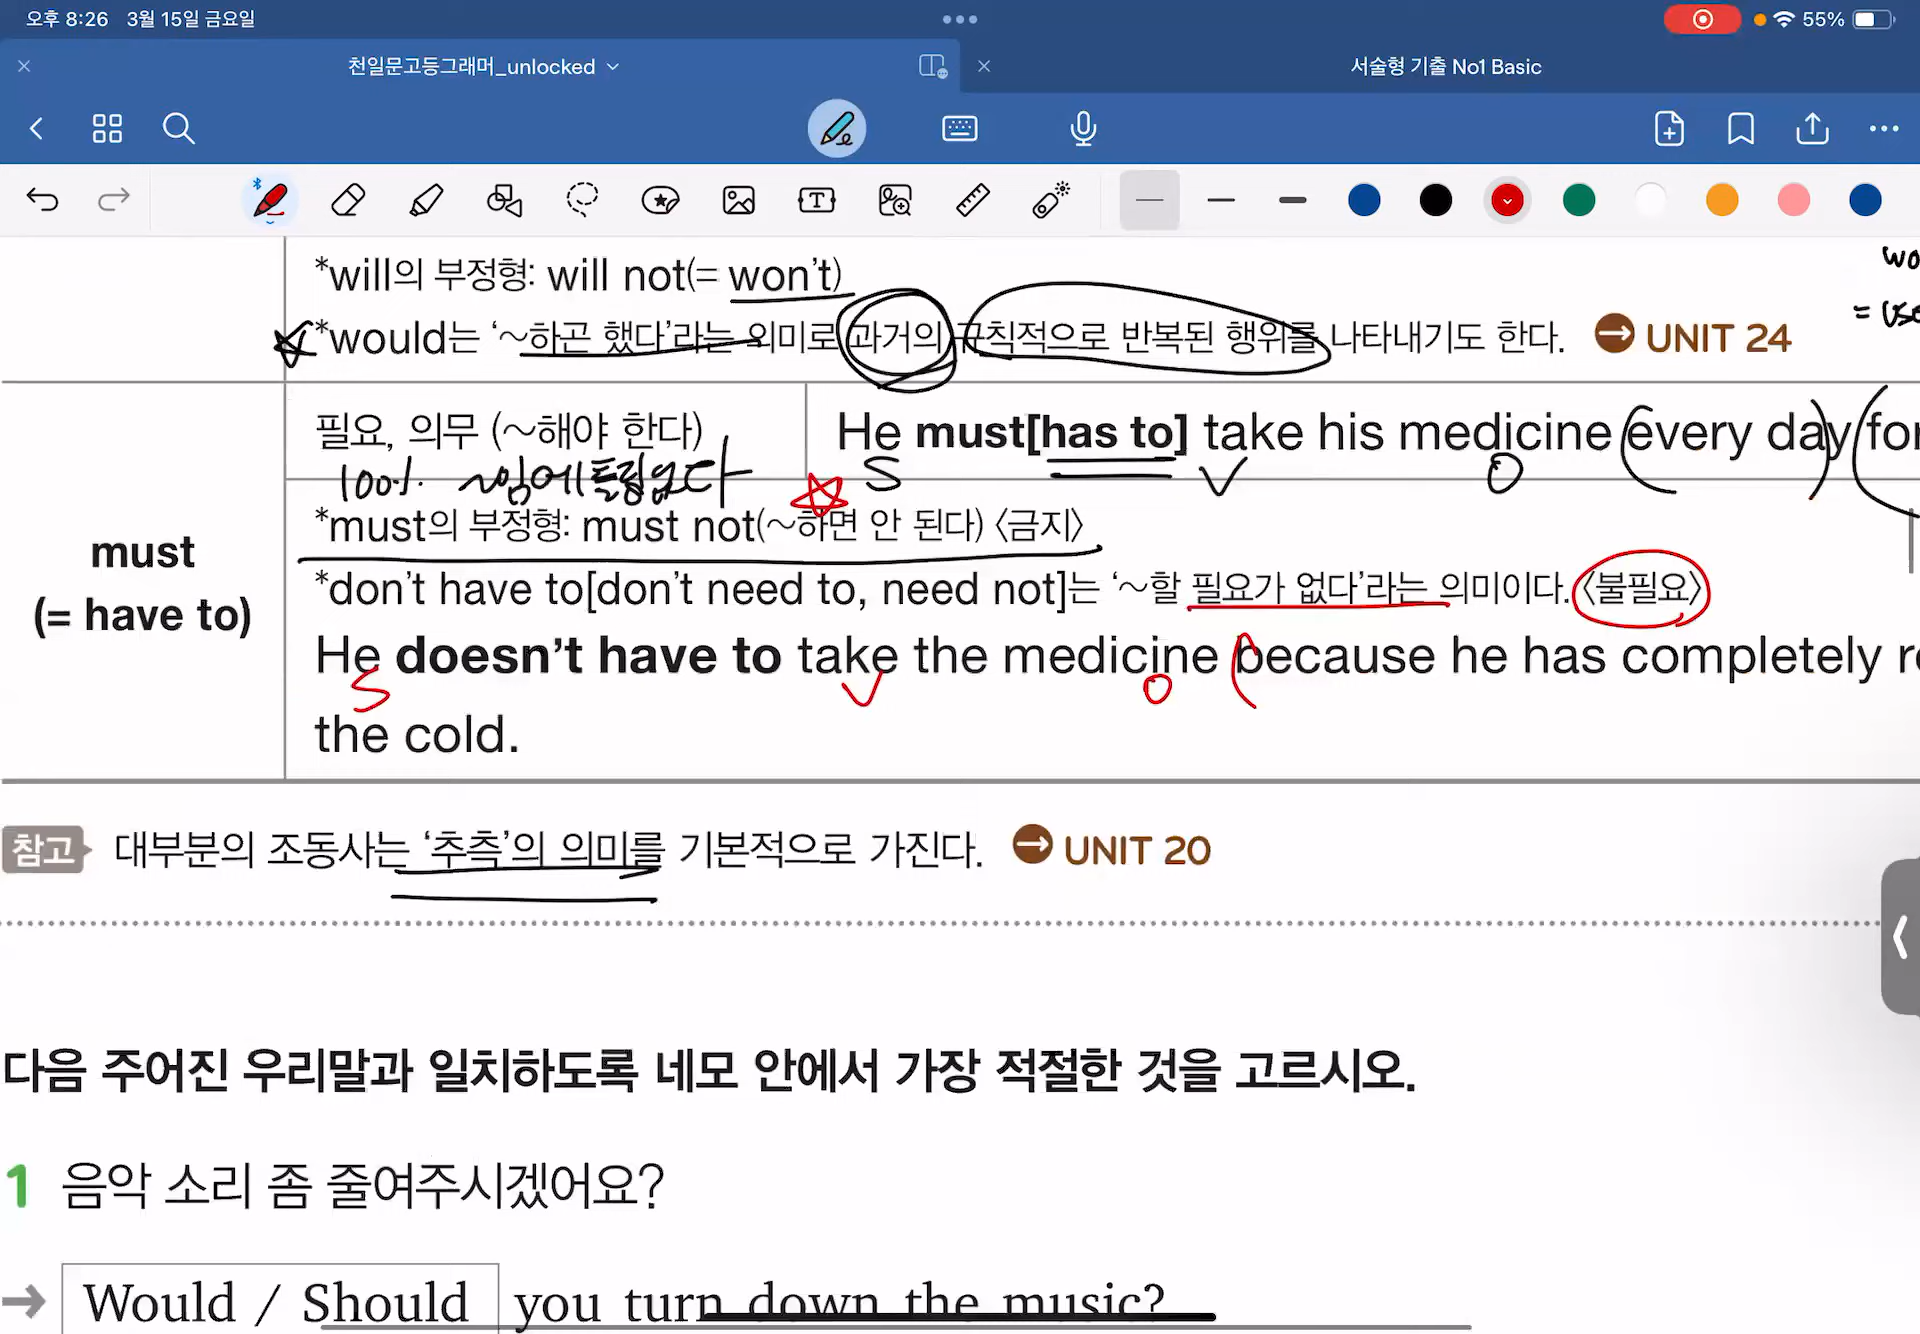 오후 8:26 3월 15일 금요일
55%
천일문고등그래머_unlocked
서술형 기출 No1 Basic
*will의 부정형: will not(= won't)
*would는 '~하곤 했다'라는 의미로 과거의 규칙적으로 반복된 행위를 나타내기도 한다. UNIT 24
필요, 의무 (~해야 한다)
He must[has to] take his medicine (every day) (for
100% ~임에 틀림없다
S V O
*must의 부정형: must not(~하면 안 된다) 〈금지〉
must
(= have to)
*don't have to[don't need to, need not]는 '~할 필요가 없다'라는 의미이다. 〈불필요〉
He doesn't have to take the medicine (because he has completely re
S V O
the cold.
참고 대부분의 조동사는 '추측'의 의미를 기본적으로 가진다. UNIT 20
다음 주어진 우리말과 일치하도록 네모 안에서 가장 적절한 것을 고르시오.
1 음악 소리 좀 줄여주시겠어요?
→ Would / Should you turn down the music?